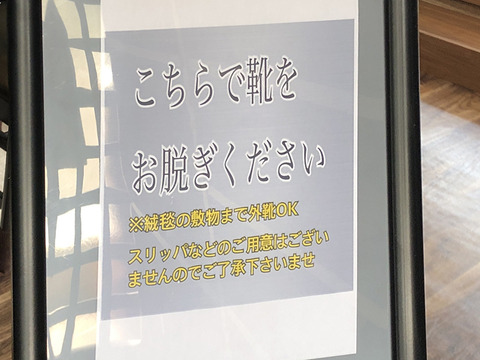 こちらで靴を
お脱ぎください
※絨毯の敷物まで外靴OK
スリッパなどのご用意はござい
ませんのでご了承下さいませ